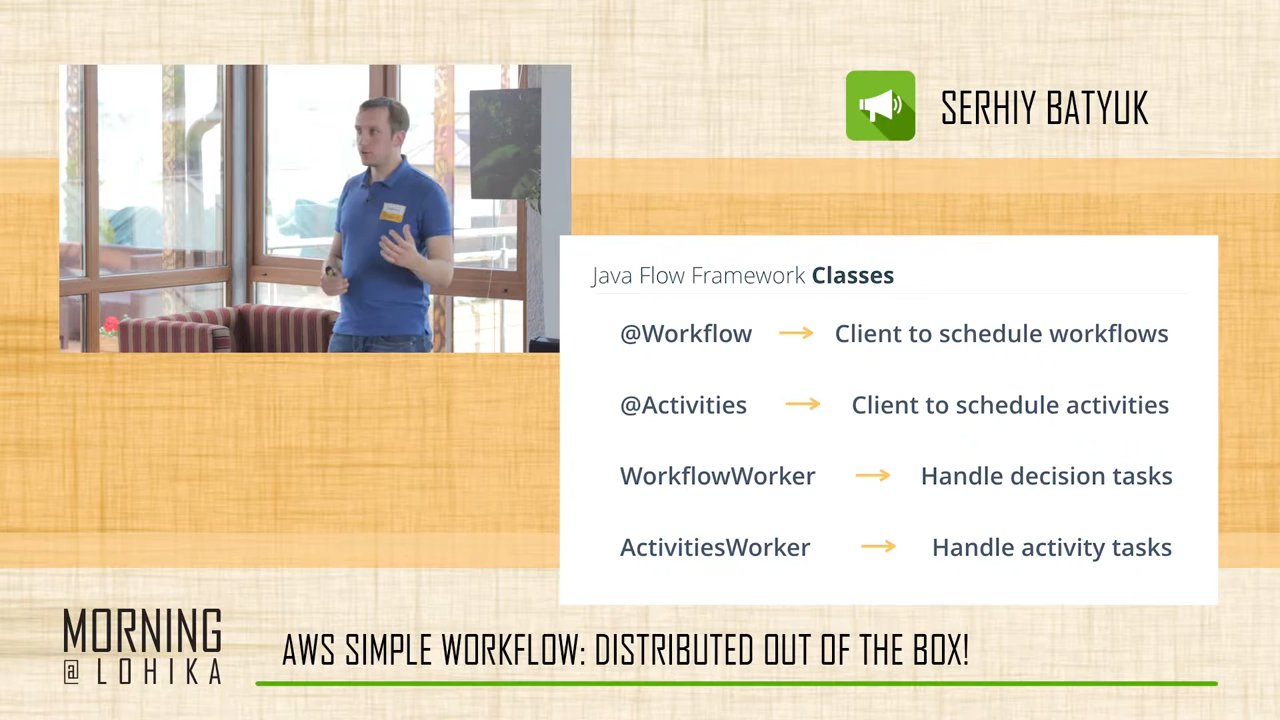 SERHIY BATYUK
Java Flow Framework Classes
@Workflow → Client to schedule workflows
@Activities → Client to schedule activities
WorkflowWorker → Handle decision tasks
ActivitiesWorker → Handle activity tasks
MORNING
@ LOHIKA
AWS SIMPLE WORKFLOW: DISTRIBUTED OUT OF THE BOX!